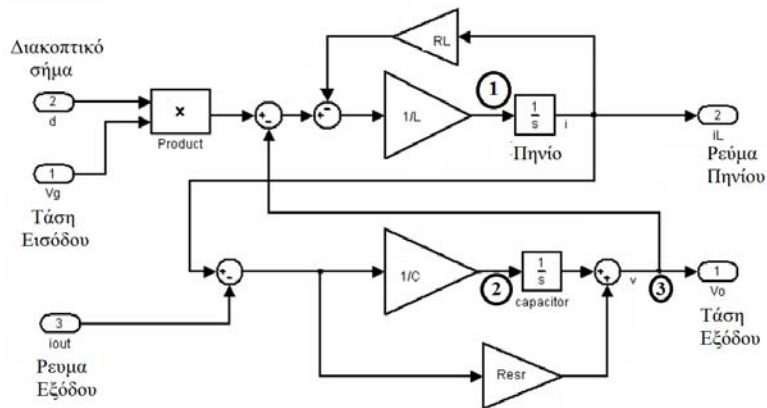 RL
Διακοπτικό
σήμα
2
d
x
Product
1/L
1
1
s
i
Πηνίο
2
iL
Ρεύμα
Πηνίου
1
Vg
Τάση
Εισόδου
1/C
2
1
s
capacitor
v
3
1
Vo
Τάση
Εξόδου
3
iout
Ρευμα
Εξόδου
Resr